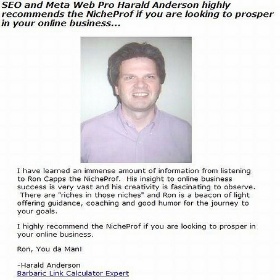 SEO and Meta Web Pro Harald Anderson highly
recommends the NicheProf if you are looking to prosper
in your online business...
I have learned an immense amount of information from listening
to Ron Capps the NicheProf.  His insight to online business
success is very vast and his creativity is fascinating to observe.
There are "riches in those niches" and Ron is a beacon of light
offering guidance, coaching and good humor for the journey to
your goals.
I highly recommend the NicheProf if you are looking to prosper in
your online business.
Ron, You da Man!
-Harald Anderson
Barbaric Link Calculator Expert